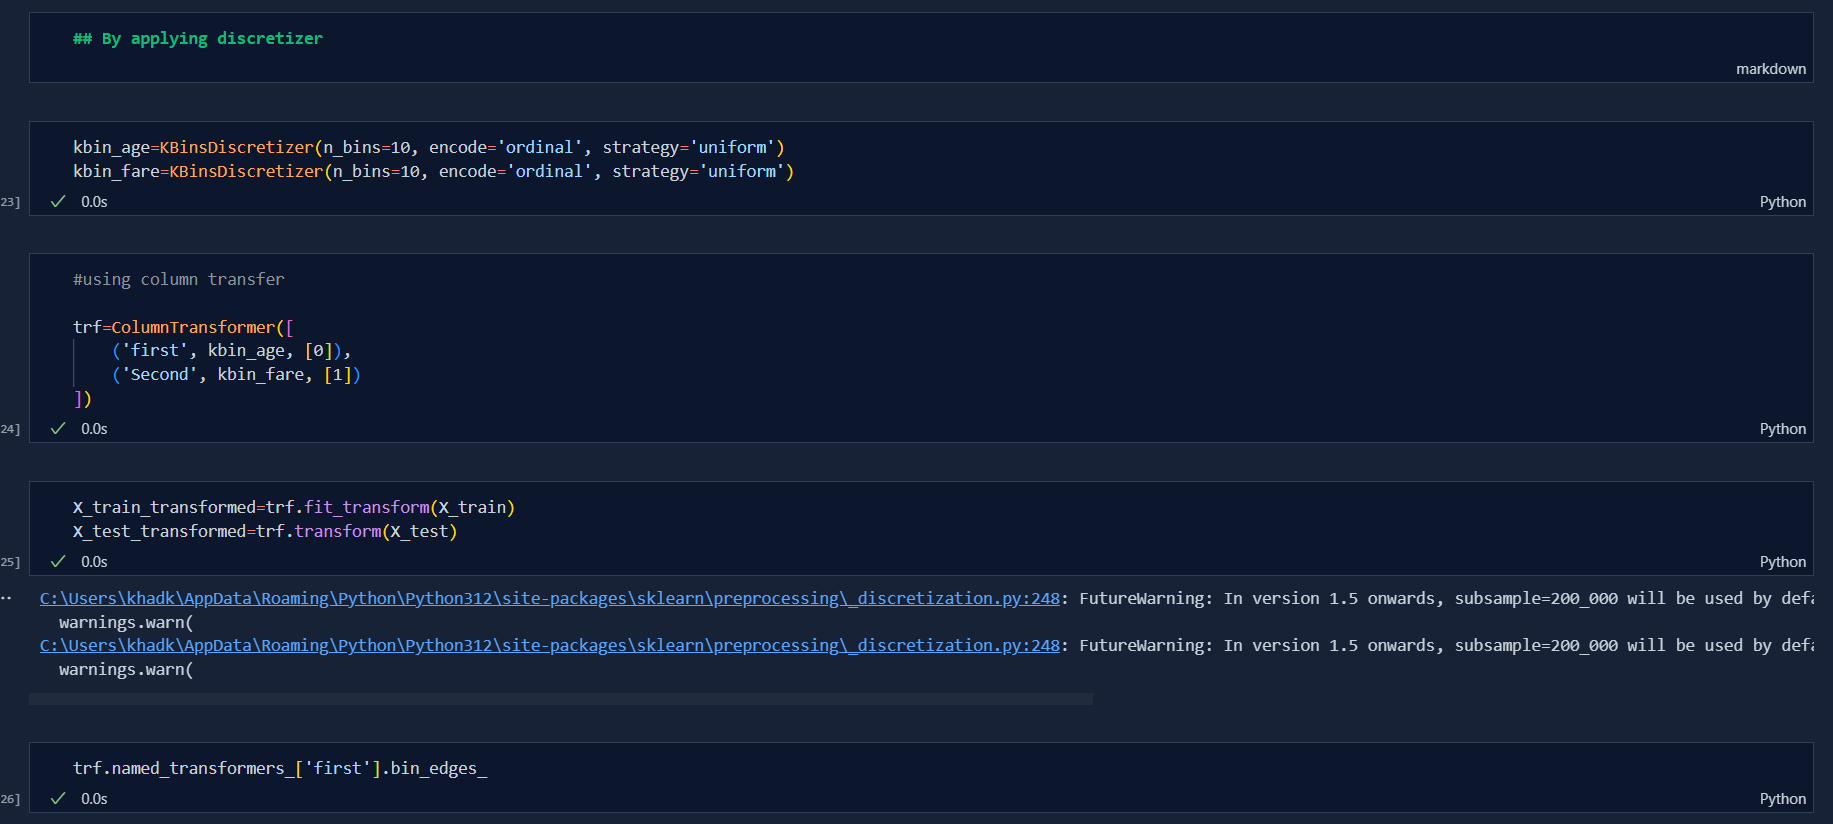 ## By applying discretizer
markdown
kbin_age=KBinsDiscretizer(n_bins=10, encode='ordinal', strategy='uniform')
kbin_fare=KBinsDiscretizer(n_bins=10, encode='ordinal', strategy='uniform')
23] 0.0s Python
#using column transfer
trf=ColumnTransformer([
    ('first', kbin_age, [0]),
    ('Second', kbin_fare, [1])
])
24] 0.0s Python
X_train_transformed=trf.fit_transform(X_train)
X_test_transformed=trf.transform(X_test)
25] 0.0s Python
C:\Users\khadk\AppData\Roaming\Python\Python312\site-packages\sklearn\preprocessing\_discretization.py:248: FutureWarning: In version 1.5 onwards, subsample=200_000 will be used by defa
  warnings.warn(
C:\Users\khadk\AppData\Roaming\Python\Python312\site-packages\sklearn\preprocessing\_discretization.py:248: FutureWarning: In version 1.5 onwards, subsample=200_000 will be used by defa
  warnings.warn(
trf.named_transformers_['first'].bin_edges_
26] 0.0s Python